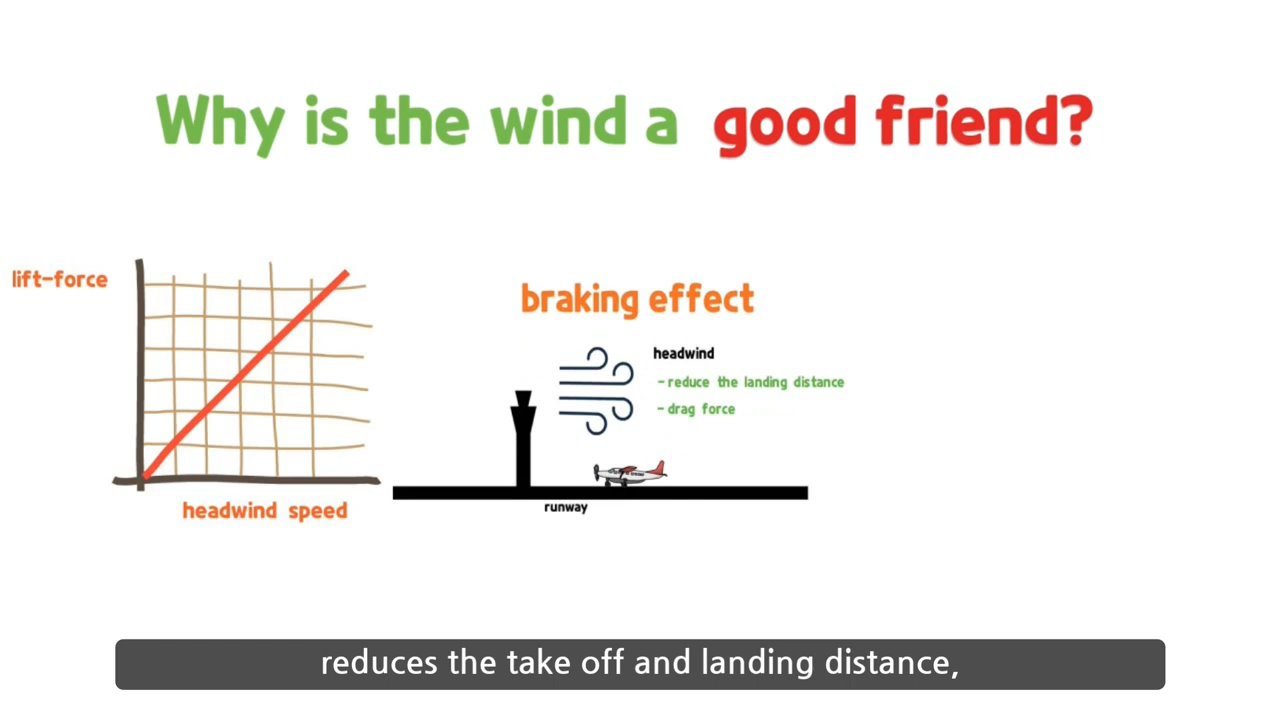 Why is the wind a good friend?
lift-force
headwind speed
braking effect
headwind
- reduce the landing distance
- drag force
runway
reduces the take off and landing distance,